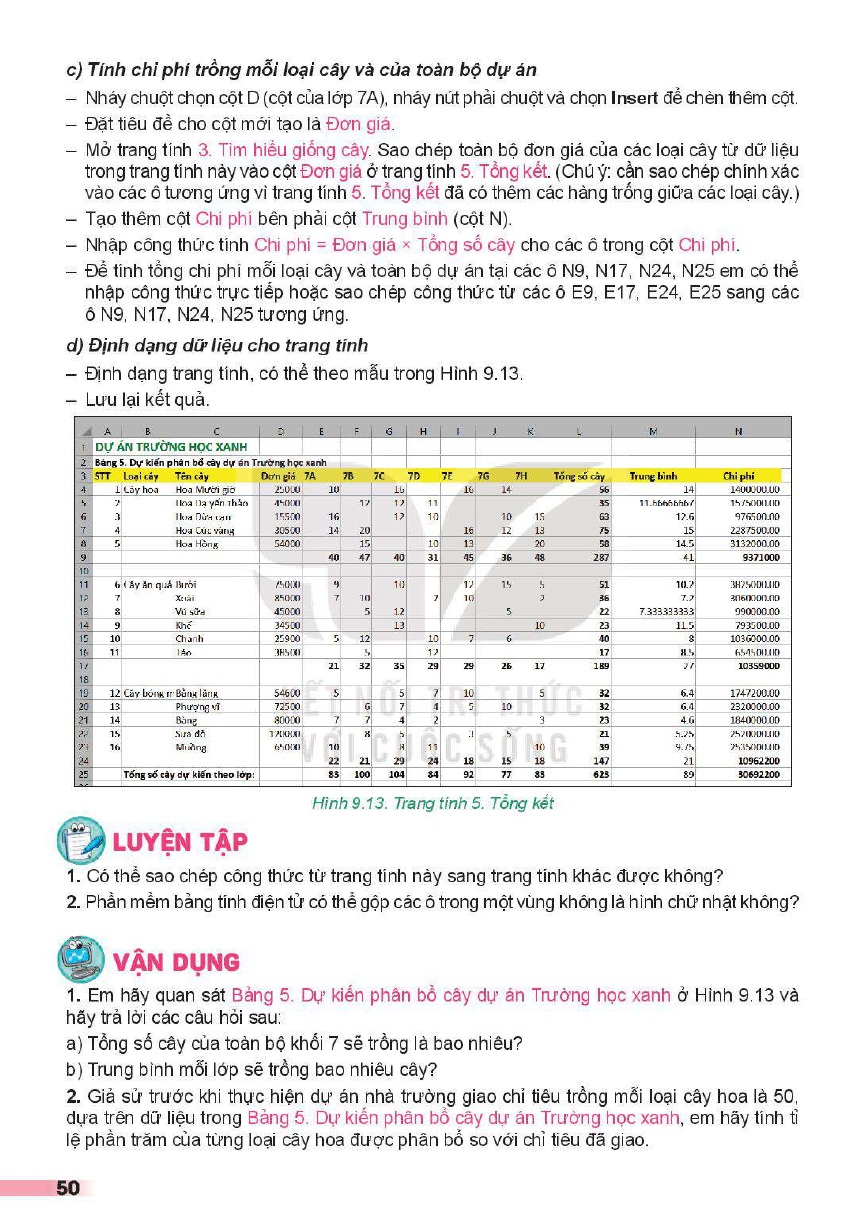 c) Tính chi phí trồng mỗi loại cây và của toàn bộ dự án
– Nháy chuột chọn cột D (cột của lớp 7A), nháy nút phải chuột và chọn Insert để chèn thêm cột.
– Đặt tiêu đề cho cột mới tạo là Đơn giá.
– Mở trang tính 3. Tìm hiểu giống cây. Sao chép toàn bộ đơn giá của các loại cây từ dữ liệu
trong trang tính này vào cột Đơn giá ở trang tính 5. Tổng kết. (Chú ý: cần sao chép chính xác
vào các ô tương ứng vì trang tính 5. Tổng kết đã có thêm các hàng trống giữa các loại cây.)
– Tạo thêm cột Chi phí bên phải cột Trung bình (cột N).
– Nhập công thức tính Chi phí = Đơn giá × Tổng số cây cho các ô trong cột Chi phí.
– Để tính tổng chi phí mỗi loại cây và toàn bộ dự án tại các ô N9, N17, N24, N25 em có thể
nhập công thức trực tiếp hoặc sao chép công thức từ các ô E9, E17, E24, E25 sang các
ô N9, N17, N24, N25 tương ứng.
d) Định dạng dữ liệu cho trang tính
– Định dạng trang tính, có thể theo mẫu trong Hình 9.13.
– Lưu lại kết quả.
A B C D E F G H I J K L M N
1 DỰ ÁN TRƯỜNG HỌC XANH
2 Bảng 5. Dự kiến phân bổ cây dự án Trường học xanh
3 STT Loại cây Tên cây Đơn giá 7A 7B 7C 7D 7E 7G 7H Tổng số cây Trung bình Chi phí
4 1 Cây hoa Hoa Mười giờ 25000 10 16 16 14 56 14 1400000.00
5 2 Hoa Dạ yến thảo 45000 12 12 11 35 11.66666667 1575000.00
6 3 Hoa Dừa cạn 15500 16 12 10 10 15 63 12.6 976500.00
7 4 Hoa Cúc vàng 30500 14 20 16 12 13 75 15 2287500.00
8 5 Hoa Hồng 54000 15 10 13 20 58 14.5 3132000.00
9 40 47 40 31 45 36 48 287 41 9371000
10
11 6 Cây ăn quả Bưởi 75000 9 10 12 15 5 51 10.2 3825000.00
12 7 Xoài 85000 7 10 7 10 2 36 7.2 3060000.00
13 8 Vú sữa 45000 5 12 5 22 7.333333333 990000.00
14 9 Khế 34500 13 10 23 11.5 793500.00
15 10 Chanh 25900 5 12 10 7 6 40 8 1036000.00
16 11 Táo 38500 5 12 17 8.5 654500.00
17 21 32 35 29 29 26 17 189 27 10359000
18
19 12 Cây bóng m Bằng lăng 54600 5 5 7 10 5 32 6.4 1747200.00
20 13 Phượng vĩ 72500 6 7 4 5 10 32 6.4 2320000.00
21 14 Bàng 80000 7 7 4 2 3 23 4.6 1840000.00
22 15 Sưa đỏ 120000 8 5 3 5 21 5.25 2520000.00
23 16 Muồng 65000 10 8 11 10 39 9.75 2535000.00
24 22 21 29 24 18 15 18 147 21 10962200
25 Tổng số cây dự kiến theo lớp: 83 100 104 84 92 77 83 623 89 30692200
KẾT NỐI TRI THỨC
VỚI CUỘC SỐNG
Hình 9.13. Trang tính 5. Tổng kết
LUYỆN TẬP
1. Có thể sao chép công thức từ trang tính này sang trang tính khác được không?
2. Phần mềm bảng tính điện tử có thể gộp các ô trong một vùng không là hình chữ nhật không?
VẬN DỤNG
1. Em hãy quan sát Bảng 5. Dự kiến phân bổ cây dự án Trường học xanh ở Hình 9.13 và
hãy trả lời các câu hỏi sau:
a) Tổng số cây của toàn bộ khối 7 sẽ trồng là bao nhiêu?
b) Trung bình mỗi lớp sẽ trồng bao nhiêu cây?
2. Giả sử trước khi thực hiện dự án nhà trường giao chỉ tiêu trồng mỗi loại cây hoa là 50,
dựa trên dữ liệu trong Bảng 5. Dự kiến phân bổ cây dự án Trường học xanh, em hãy tính tỉ
lệ phần trăm của từng loại cây hoa được phân bổ so với chỉ tiêu đã giao.
50